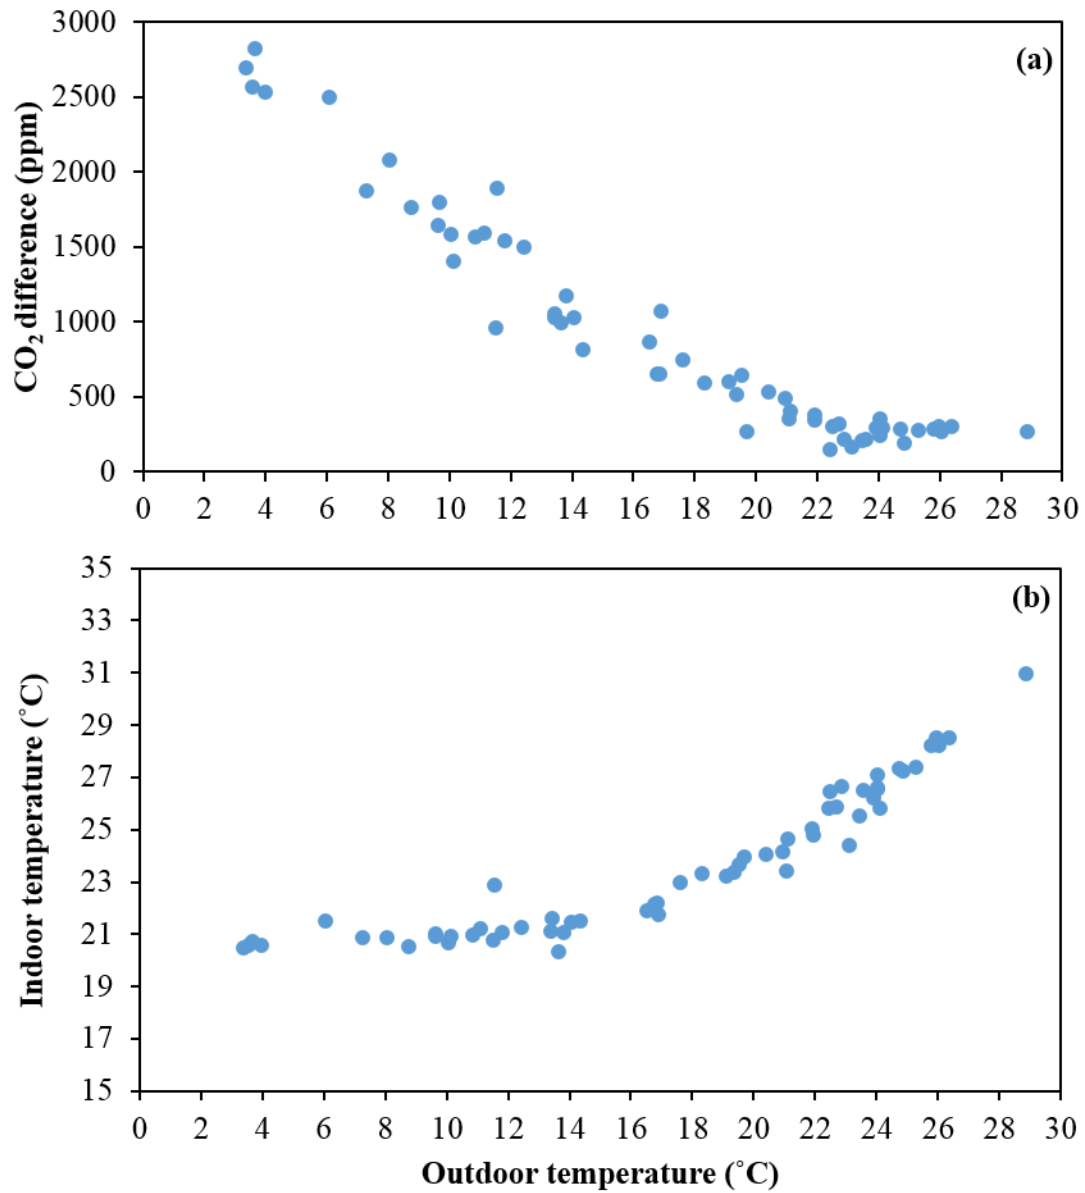 3000
2500
2000
1500
1000
500
0
CO₂ difference (ppm)
(a)
0 2 4 6 8 10 12 14 16 18 20 22 24 26 28 30
35
33
31
29
27
25
23
21
19
17
15
Indoor temperature (˚C)
(b)
0 2 4 6 8 10 12 14 16 18 20 22 24 26 28 30
Outdoor temperature (˚C)